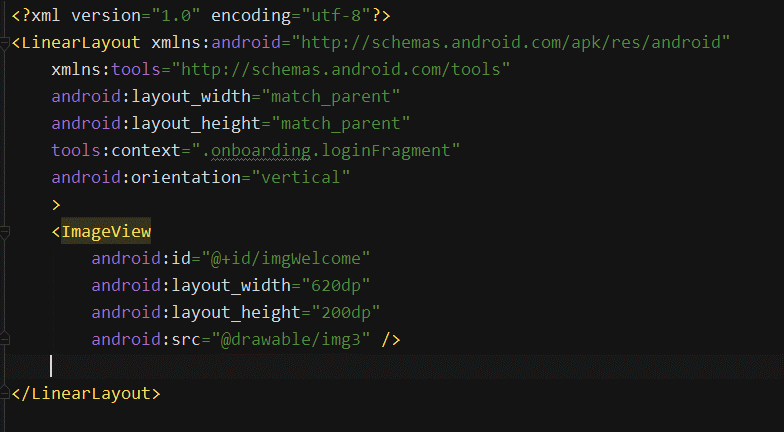 <?xml version="1.0" encoding="utf-8"?>
<LinearLayout xmlns:android="http://schemas.android.com/apk/res/android"
    xmlns:tools="http://schemas.android.com/tools"
    android:layout_width="match_parent"
    android:layout_height="match_parent"
    tools:context=".onboarding.loginFragment"
    android:orientation="vertical"
    >
    <ImageView
        android:id="@+id/imgWelcome"
        android:layout_width="620dp"
        android:layout_height="200dp"
        android:src="@drawable/img3" />
</LinearLayout>